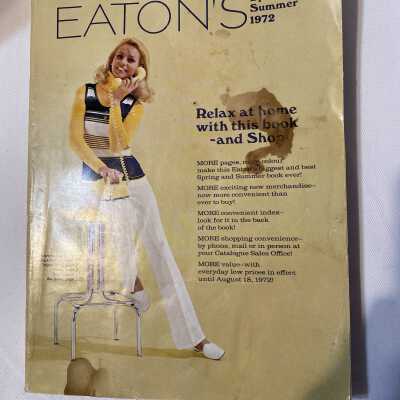 EATON'S
Summer
1972
Relax at home
with this book
-and Shop
MORE pages, more colour
make this Eaton's biggest and best
Spring and Summer book ever!
MORE exciting new merchandise-
now more convenient than
ever to buy!
MORE convenient index-
look for it in the back
of the book!
MORE shopping convenience-
by phone, mail or in person at
your Catalogue Sales Office!
MORE value-with
everyday low prices in effect
until August 18, 1972!